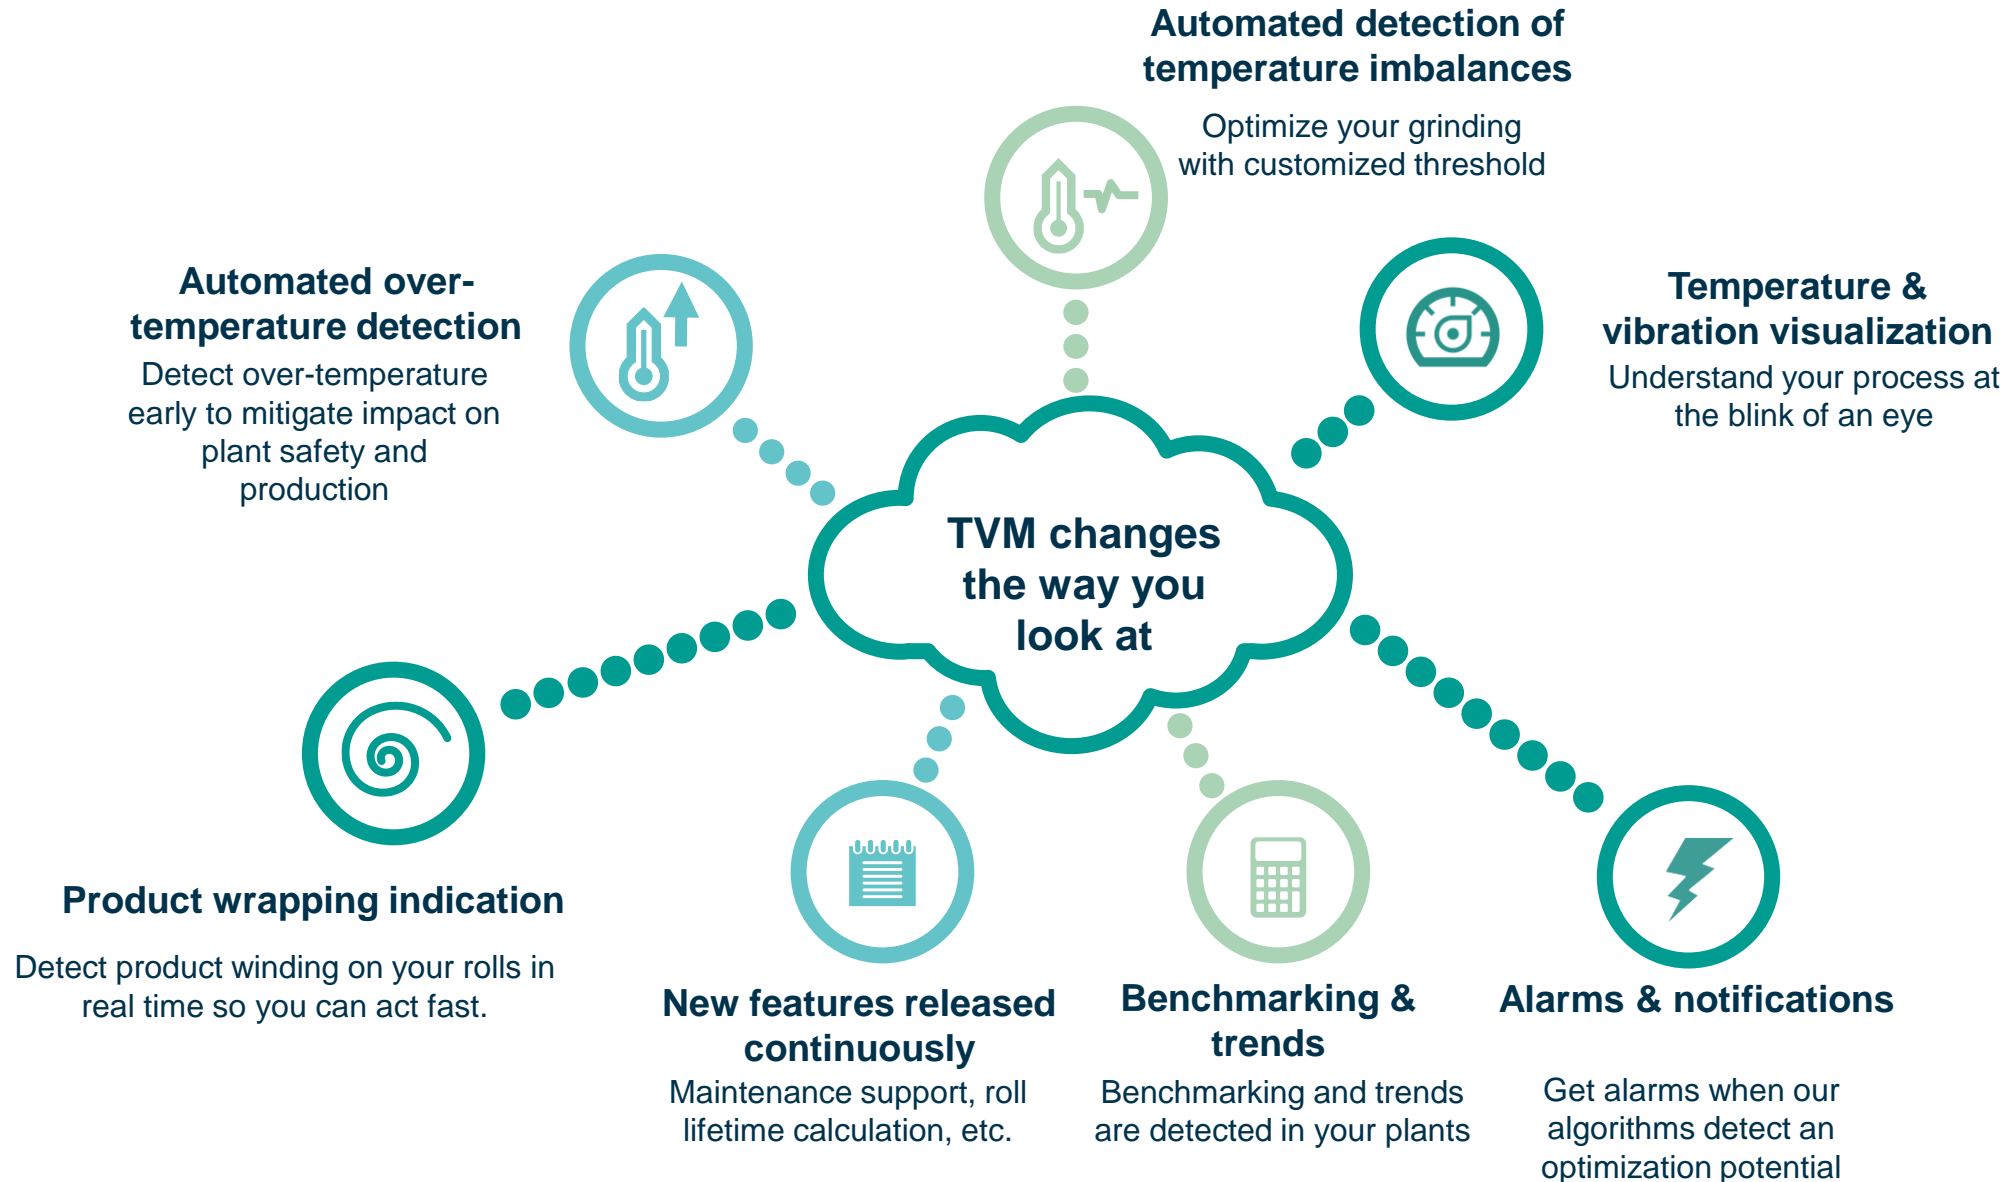 Automated detection of
temperature imbalances
Optimize your grinding
with customized threshold
Automated over-
temperature detection
Detect over-temperature
early to mitigate impact on
plant safety and
production
Temperature &
vibration visualization
Understand your process at
the blink of an eye
TVM changes
the way you
look at
Product wrapping indication
Detect product winding on your rolls in
real time so you can act fast.
New features released
continuously
Maintenance support, roll
lifetime calculation, etc.
Benchmarking &
trends
Benchmarking and trends
are detected in your plants
Alarms & notifications
Get alarms when our
algorithms detect an
optimization potential